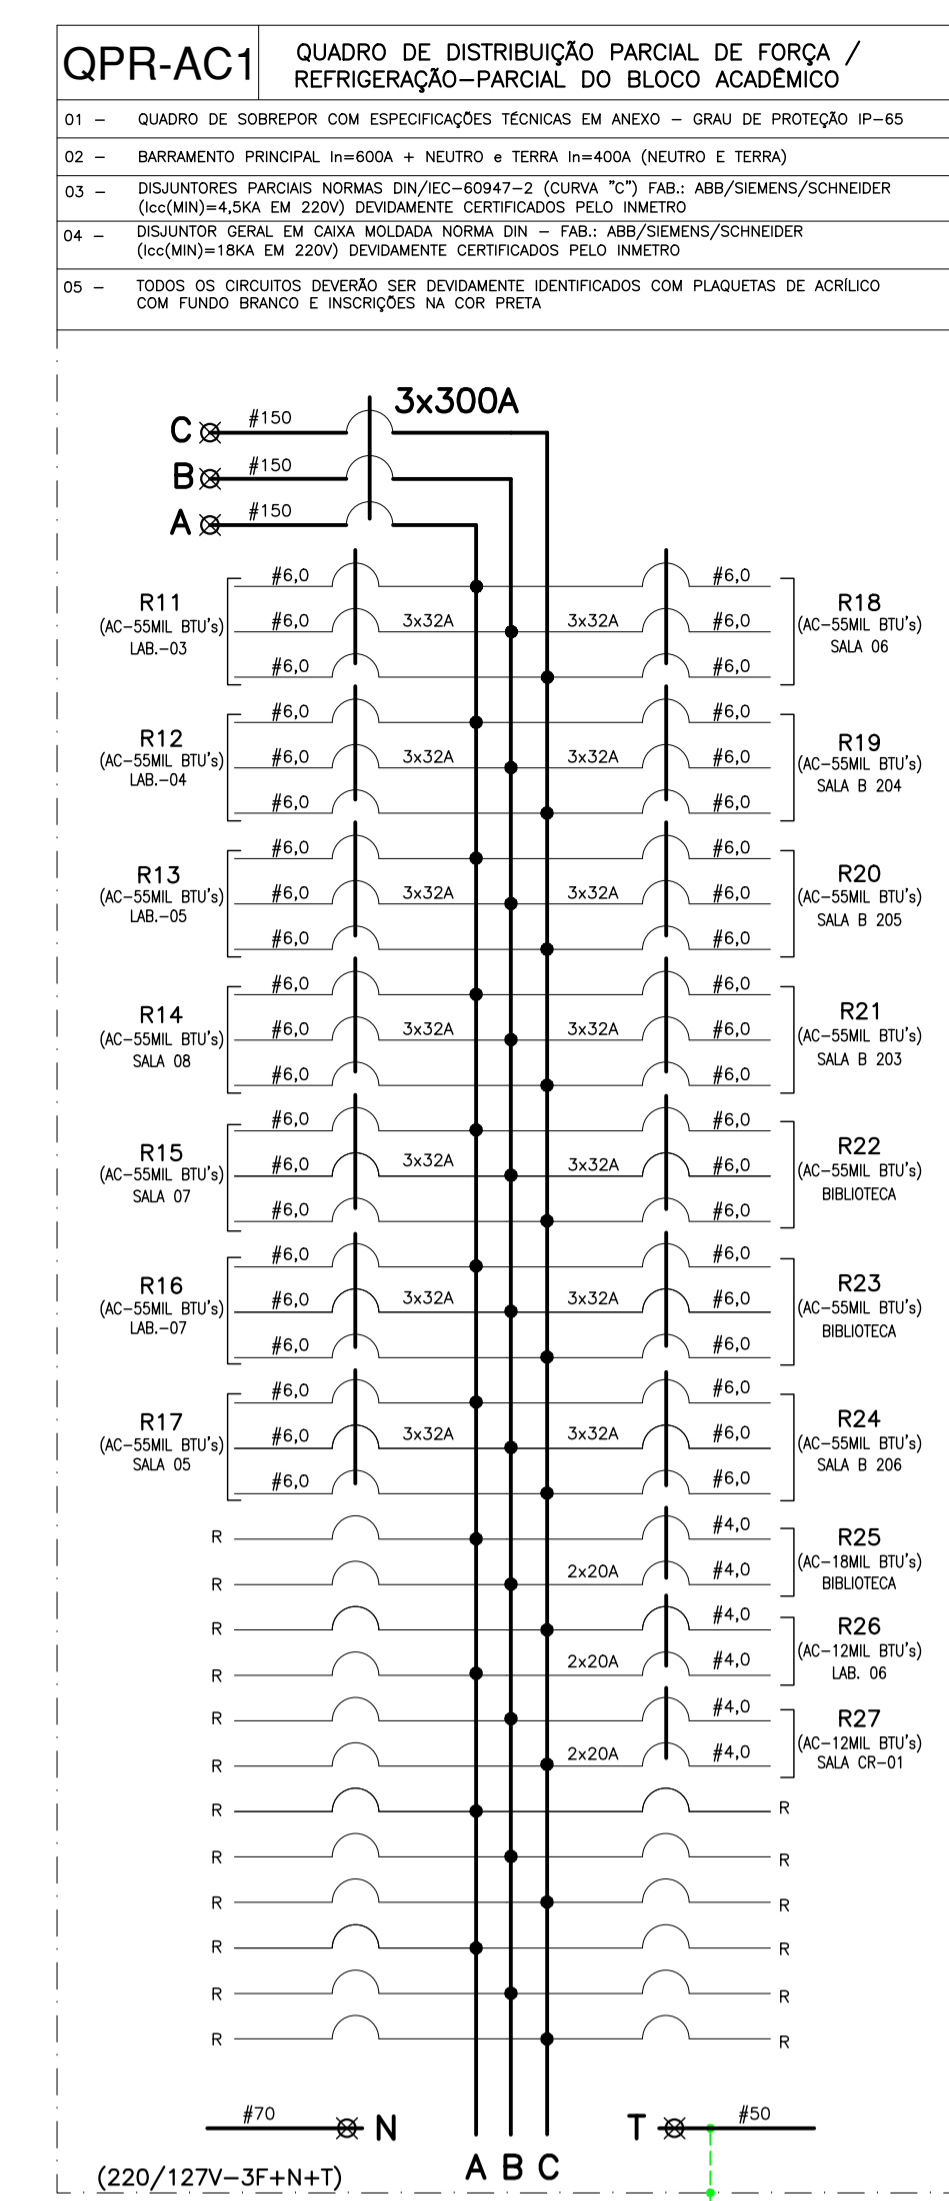 QPR-AC1
QUADRO DE DISTRIBUIÇÃO PARCIAL DE FORÇA /
REFRIGERAÇÃO-PARCIAL DO BLOCO ACADÊMICO
01 - QUADRO DE SOBREPOR COM ESPECIFICAÇÕES TÉCNICAS EM ANEXO - GRAU DE PROTEÇÃO IP-65
02 - BARRAMENTO PRINCIPAL In=600A + NEUTRO e TERRA In=400A (NEUTRO E TERRA)
03 - DISJUNTORES PARCIAIS NORMAS DIN/IEC-60947-2 (CURVA "C") FAB.: ABB/SIEMENS/SCHNEIDER
(Icc(MIN)=4,5KA EM 220V) DEVIDAMENTE CERTIFICADOS PELO INMETRO
04 - DISJUNTOR GERAL EM CAIXA MOLDADA NORMA DIN - FAB.: ABB/SIEMENS/SCHNEIDER
(Icc(MIN)=18KA EM 220V) DEVIDAMENTE CERTIFICADOS PELO INMETRO
05 - TODOS OS CIRCUITOS DEVERÃO SER DEVIDAMENTE IDENTIFICADOS COM PLAQUETAS DE ACRÍLICO
COM FUNDO BRANCO E INSCRIÇÕES NA COR PRETA
3x300A
C #150
B #150
A #150
#6,0 #6,0
R11 R18
(AC-55MIL BTU's) #6,0 3x32A 3x32A #6,0 (AC-55MIL BTU's)
LAB.-03 SALA 06
#6,0 #6,0
#6,0 #6,0
R12 R19
(AC-55MIL BTU's) #6,0 3x32A 3x32A #6,0 (AC-55MIL BTU's)
LAB.-04 SALA B 204
#6,0 #6,0
#6,0 #6,0
R13 R20
(AC-55MIL BTU's) #6,0 3x32A 3x32A #6,0 (AC-55MIL BTU's)
LAB.-05 SALA B 205
#6,0 #6,0
#6,0 #6,0
R14 R21
(AC-55MIL BTU's) #6,0 3x32A 3x32A #6,0 (AC-55MIL BTU's)
SALA 08 SALA B 203
#6,0 #6,0
#6,0 #6,0
R15 R22
(AC-55MIL BTU's) #6,0 3x32A 3x32A #6,0 (AC-55MIL BTU's)
SALA 07 BIBLIOTECA
#6,0 #6,0
#6,0 #6,0
R16 R23
(AC-55MIL BTU's) #6,0 3x32A 3x32A #6,0 (AC-55MIL BTU's)
LAB.-07 BIBLIOTECA
#6,0 #6,0
#6,0 #6,0
R17 R24
(AC-55MIL BTU's) #6,0 3x32A 3x32A #6,0 (AC-55MIL BTU's)
SALA 05 SALA B 206
#6,0 #6,0
R #4,0 R25
(AC-18MIL BTU's)
R 2x20A #4,0 BIBLIOTECA
R #4,0 R26
(AC-12MIL BTU's)
R 2x20A #4,0 LAB. 06
R #4,0 R27
(AC-12MIL BTU's)
R 2x20A #4,0 SALA CR-01
R R
R R
R R
R R
R R
R R
#70 N T #50
A B C
(220/127V-3F+N+T)